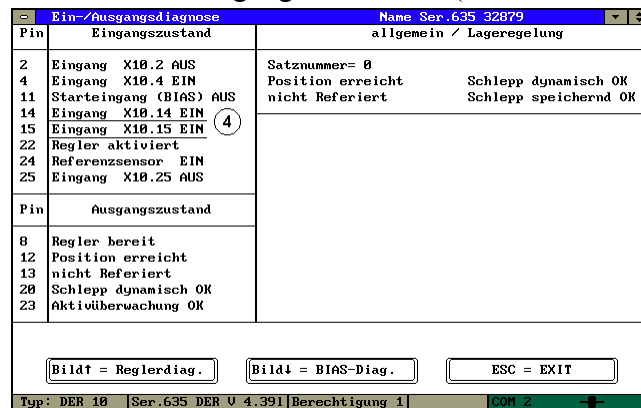 Ein-/Ausgangsdiagnose Name Ser.635 32879
Pin Eingangszustand
allgemein / Lageregelung
2 Eingang X10.2 AUS
4 Eingang X10.4 EIN
11 Starteingang (BIAS) AUS
14 Eingang X10.14 EIN
15 Eingang X10.15 EIN
4
22 Regler aktiviert
24 Referenzsensor EIN
25 Eingang X10.25 AUS
Satznummer= 0
Position erreicht Schlepp dynamisch OK
nicht Referiert Schlepp speichernd OK
Pin Ausgangszustand
8 Regler bereit
12 Position erreicht
13 nicht Referiert
20 Schlepp dynamisch OK
23 Aktivüberwachung OK
Bild↑ = Reglerdiag. Bild↓ = BIAS-Diag. ESC = EXIT
Typ: DER 10 Ser.635 DER V 4.39l Berechtigung 1 COM 2